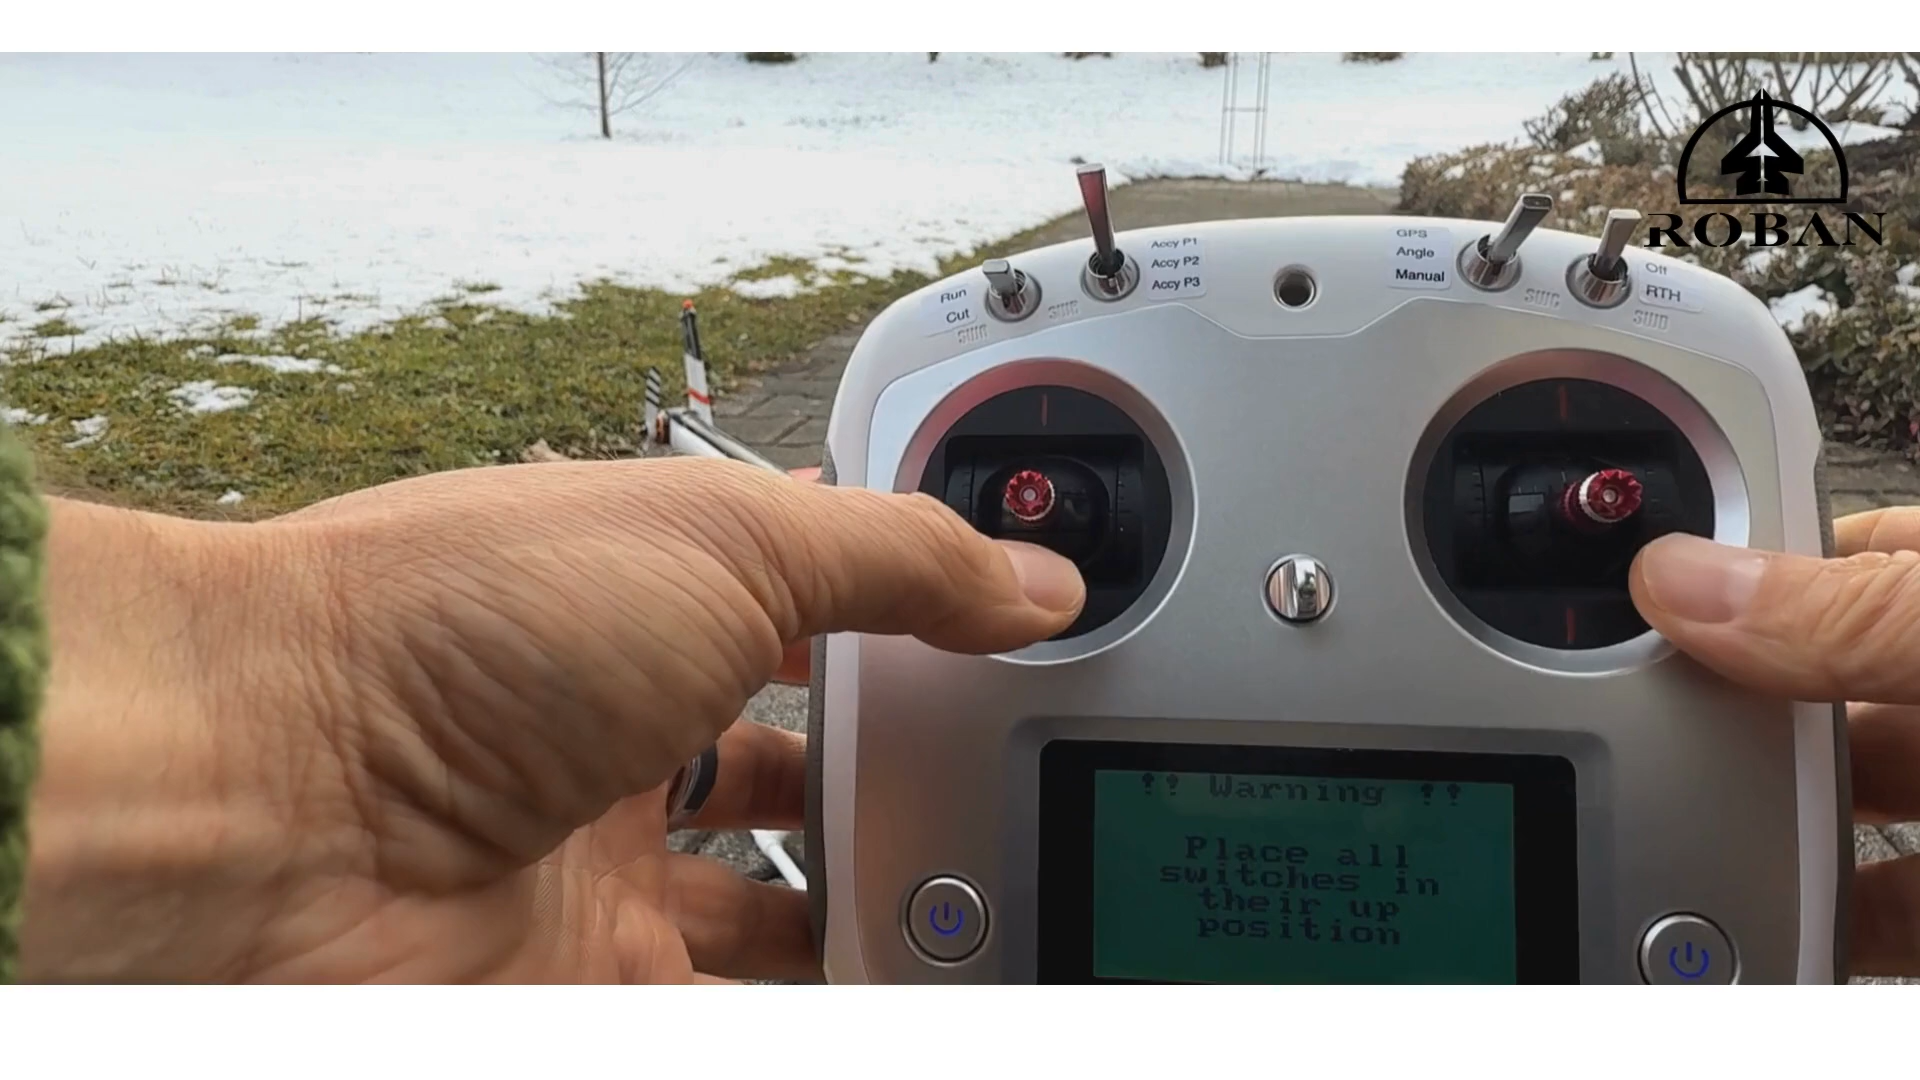 ROBAN
Accy P1
Accy P2
Accy P3
Run
Cut
SWA
SWB
GPS
Angle
Manual
SWC
Off
RTH
SWD
!! Warning !!
Place all
switches in
their up
position